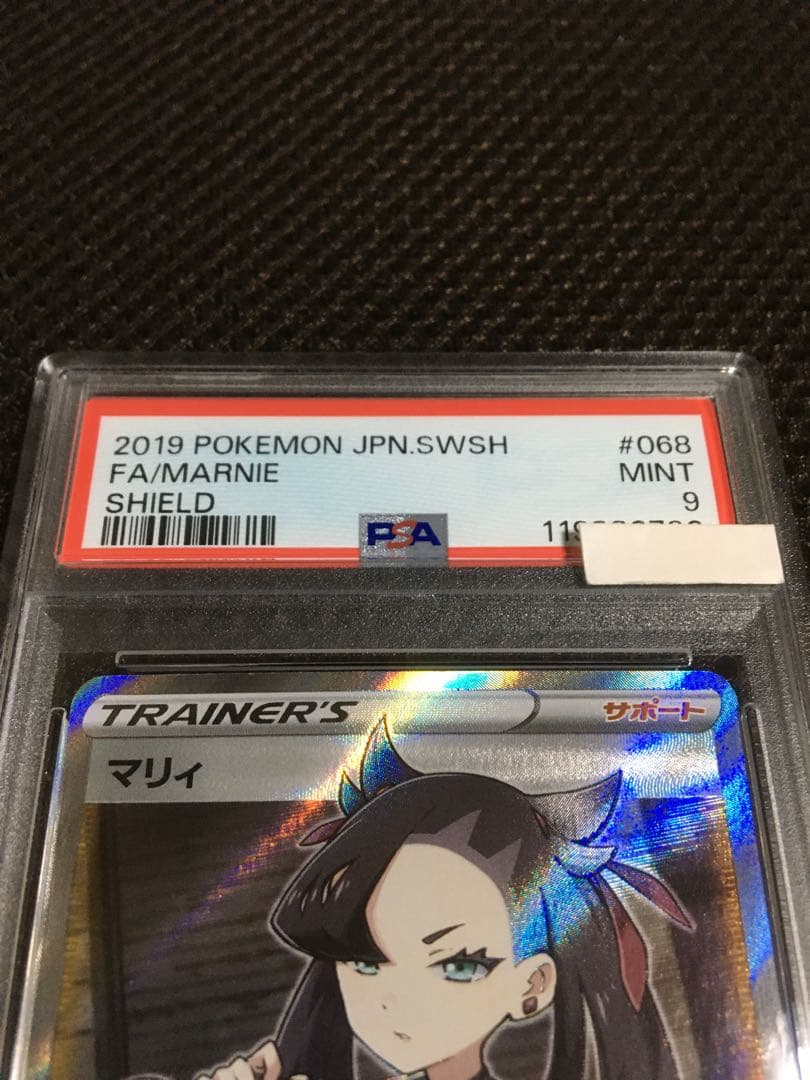 2019 POKEMON JPN.SWSH #068
FA/MARNIE MINT
SHIELD 9
PSA
TRAINER'S サポート
マリィ